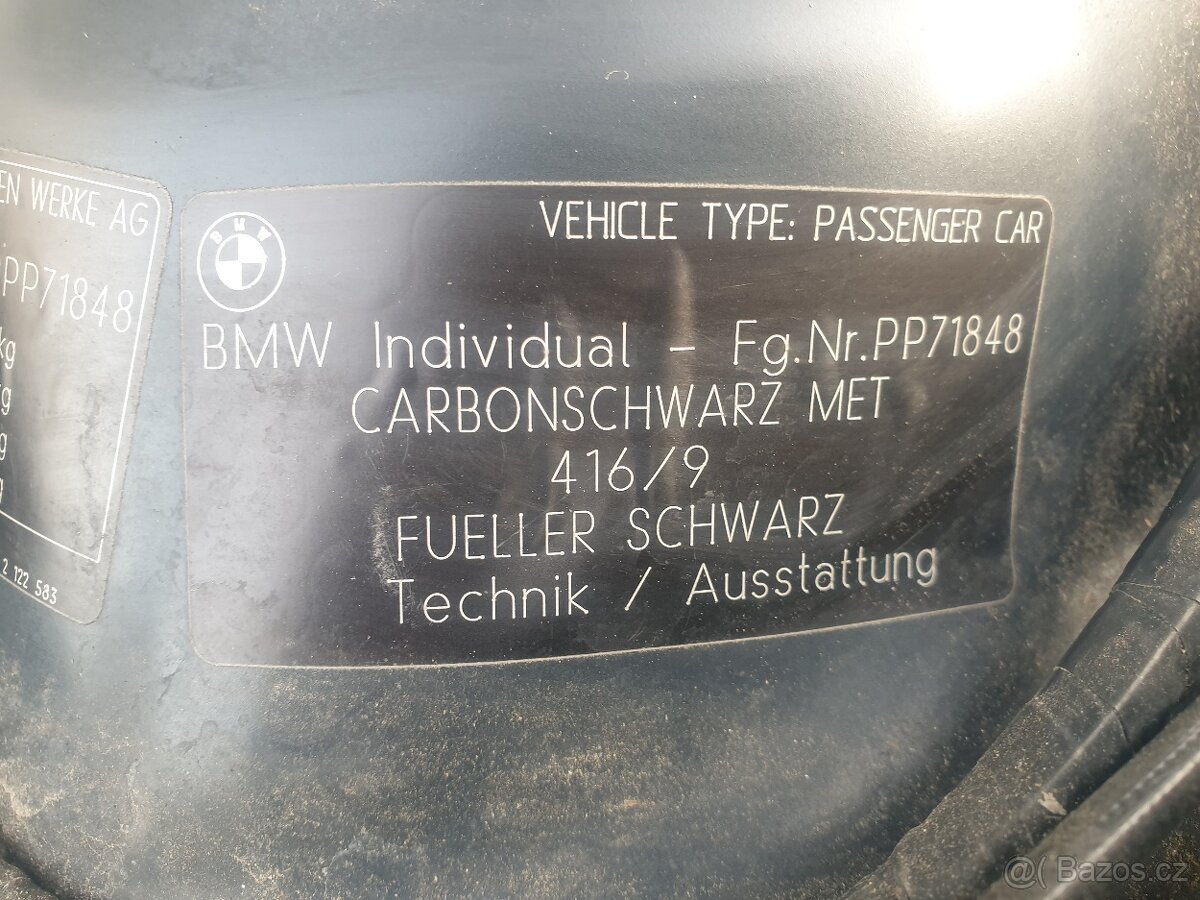 EN WERKE AG
PP71848
kg
g
g
2 122 583
BMW
VEHICLE TYPE: PASSENGER CAR
BMW Individual - Fg.Nr.PP71848
CARBONSCHWARZ MET
416/9
FUELLER SCHWARZ
Technik / Ausstattung
@( Bazos.cz